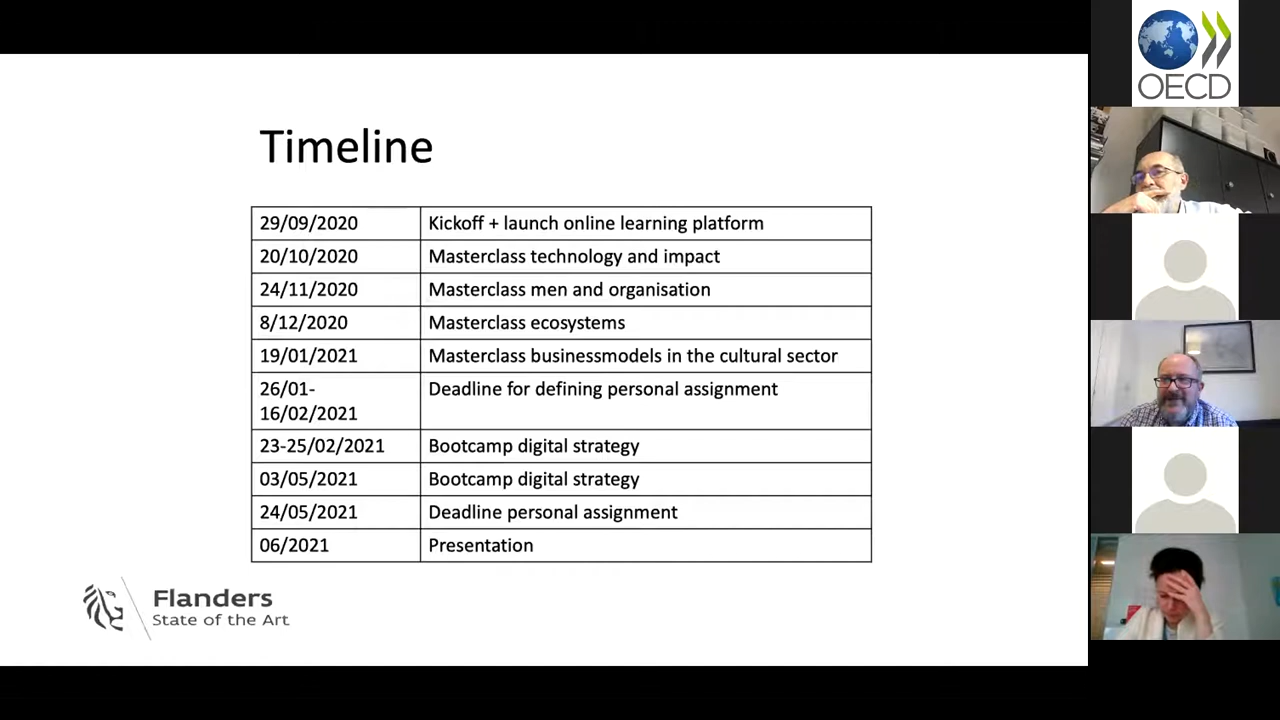 OECD
Timeline
29/09/2020 Kickoff + launch online learning platform
20/10/2020 Masterclass technology and impact
24/11/2020 Masterclass men and organisation
8/12/2020 Masterclass ecosystems
19/01/2021 Masterclass businessmodels in the cultural sector
26/01- Deadline for defining personal assignment
16/02/2021
23-25/02/2021 Bootcamp digital strategy
03/05/2021 Bootcamp digital strategy
24/05/2021 Deadline personal assignment
06/2021 Presentation
Flanders
State of the Art